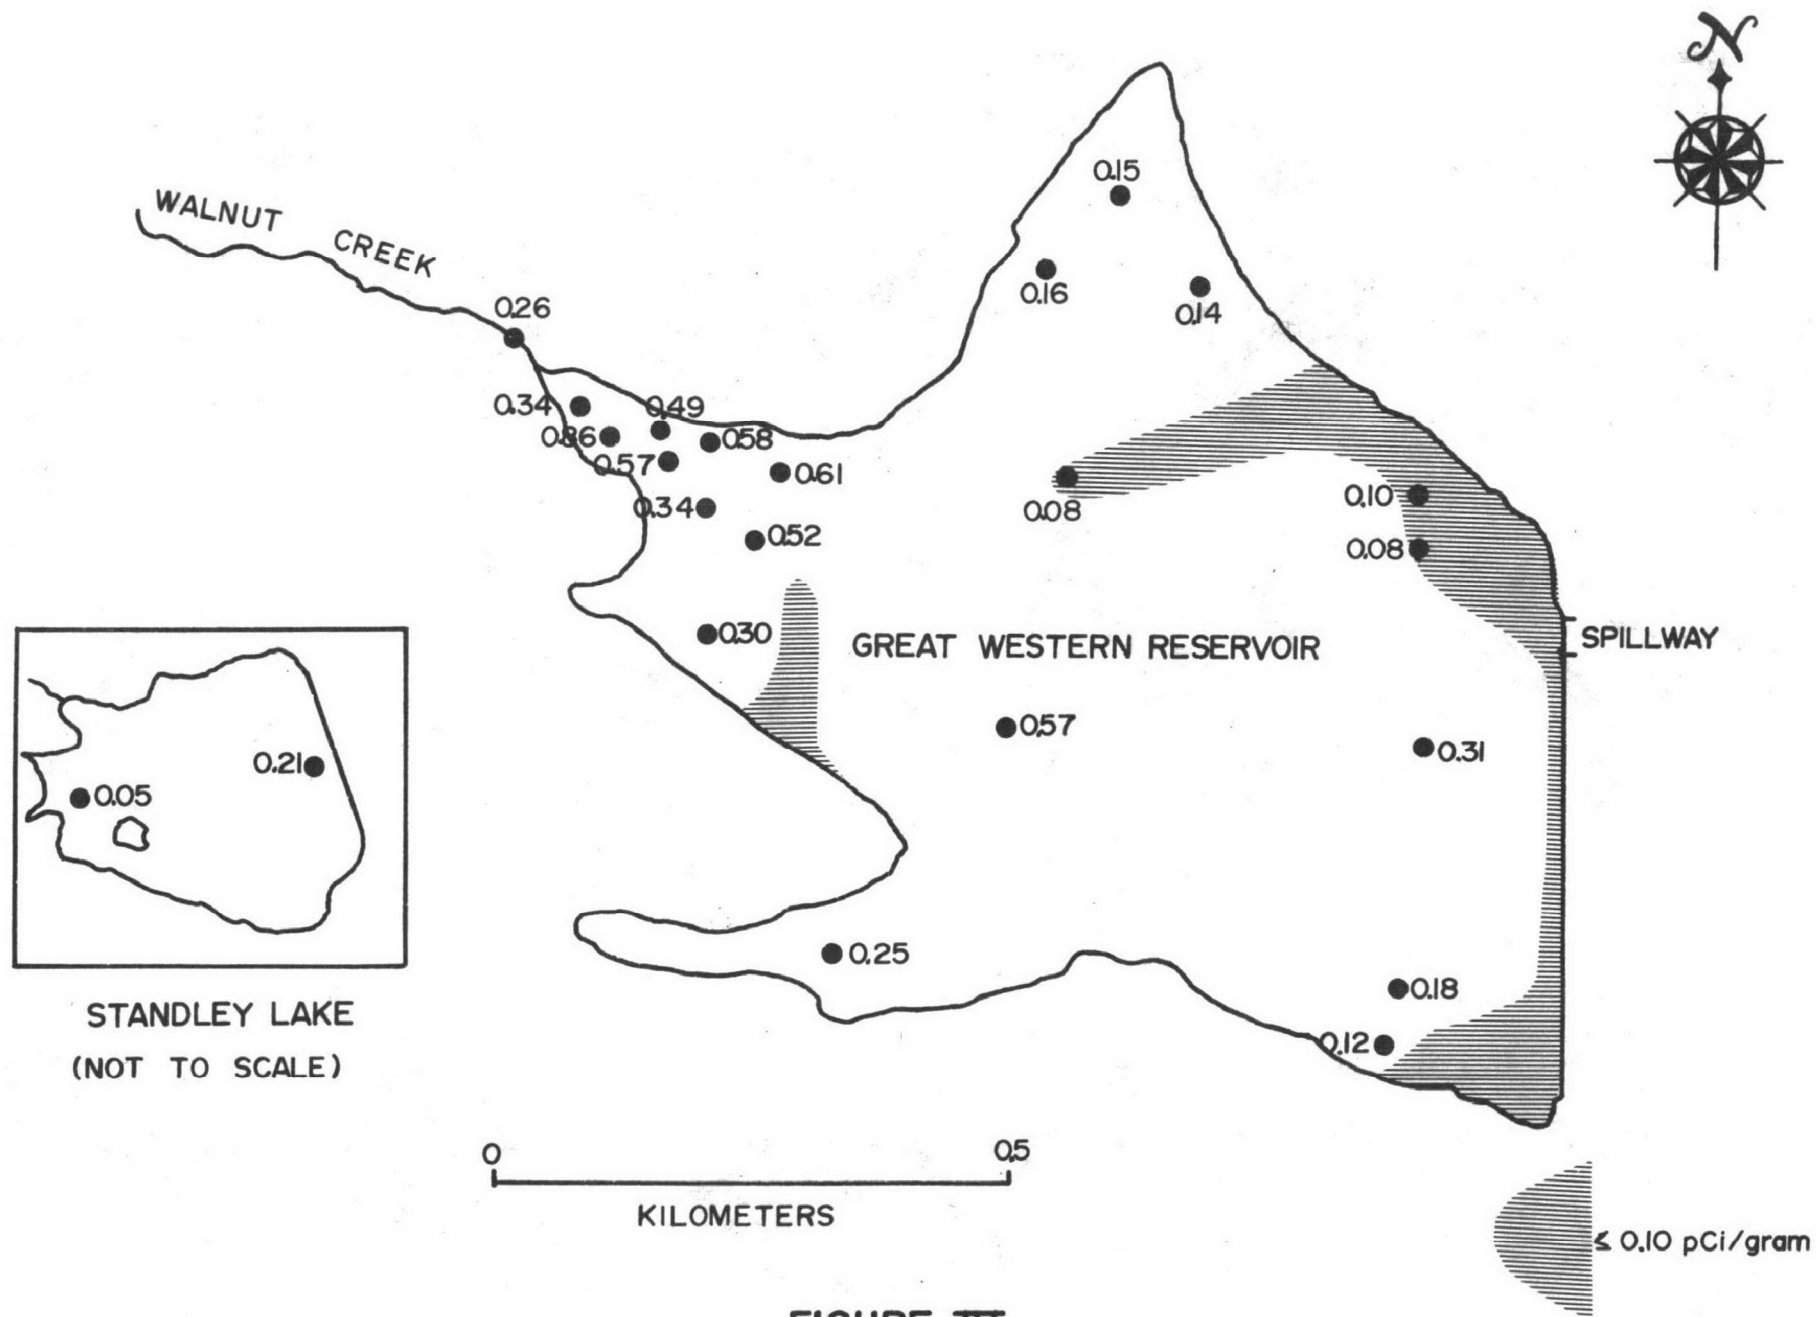 N
0.15
WALNUT CREEK
0.16
0.14
0.26
0.34
0.49
0.58
0.57
0.61
0.34
0.52
0.08
0.10
0.08
0.30
GREAT WESTERN RESERVOIR
SPILLWAY
0.57
0.31
0.21
0.05
0.25
0.18
0.12
STANDLEY LAKE
(NOT TO SCALE)
0 0.5
KILOMETERS
≤ 0.10 pCi/gram
FIGURE III